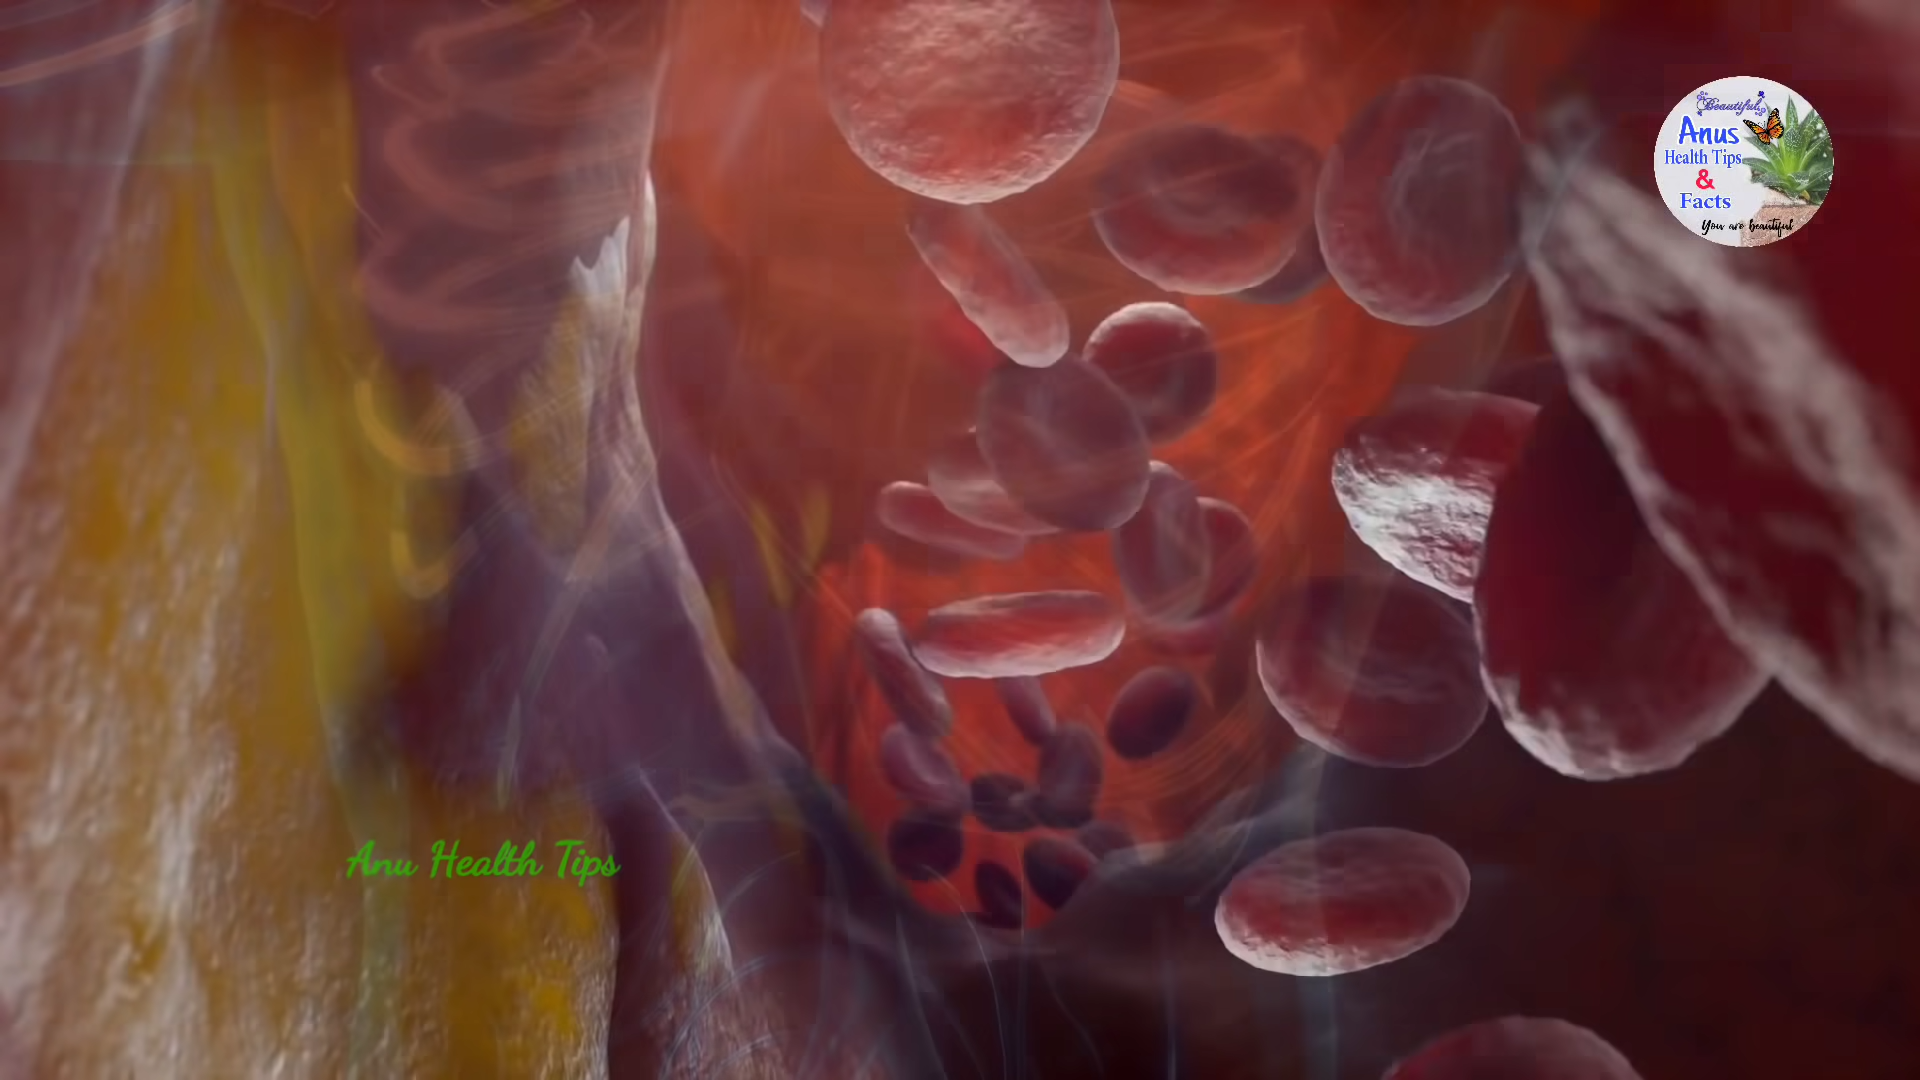 Beautiful
Anus
Health Tips
&
Facts
You are beautiful
Anu Health Tips